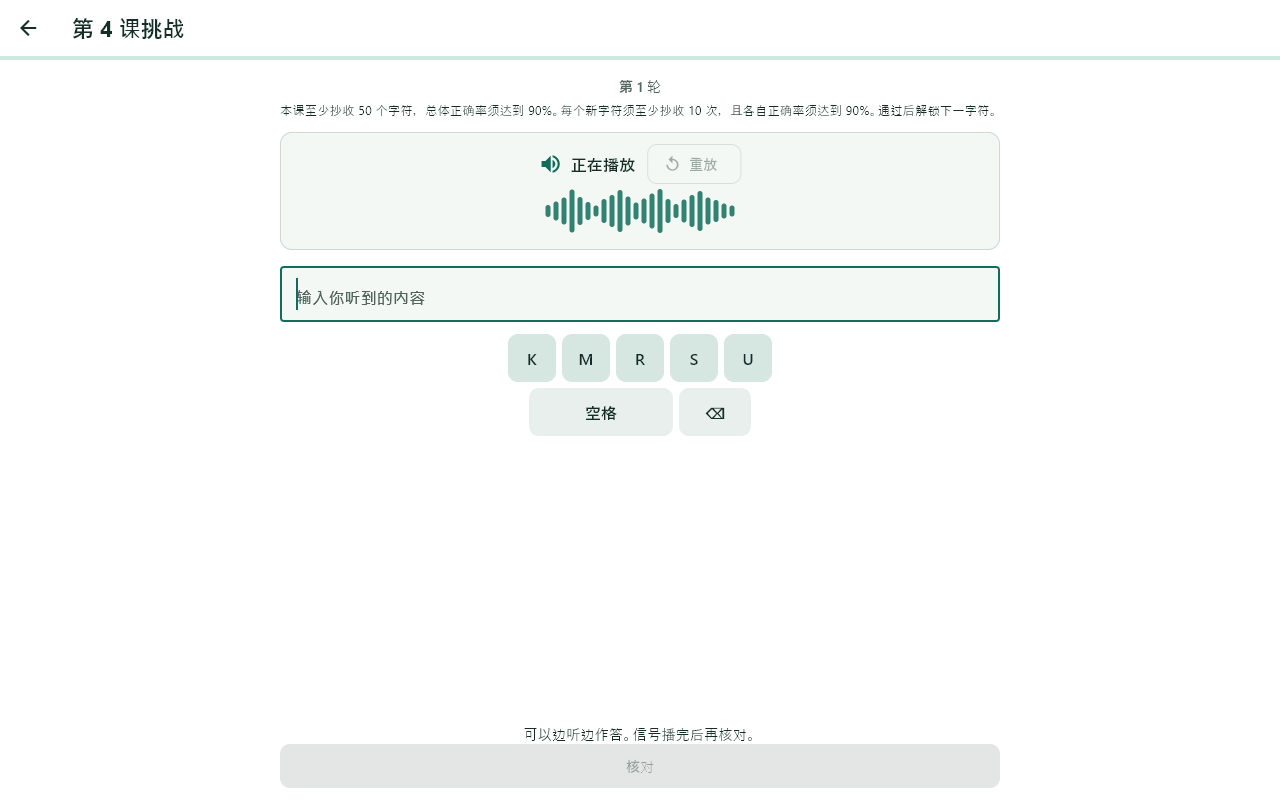 第 4 课挑战
第 1 轮
本课至少抄收 50 个字符，总体正确率须达到 90%。每个新字符须至少抄收 10 次，且各自正确率须达到 90%。通过后解锁下一字符。
正在播放
重放
输入你听到的内容
K M R S U
空格 ⌫
可以边听边作答。信号播完后再核对。
核对